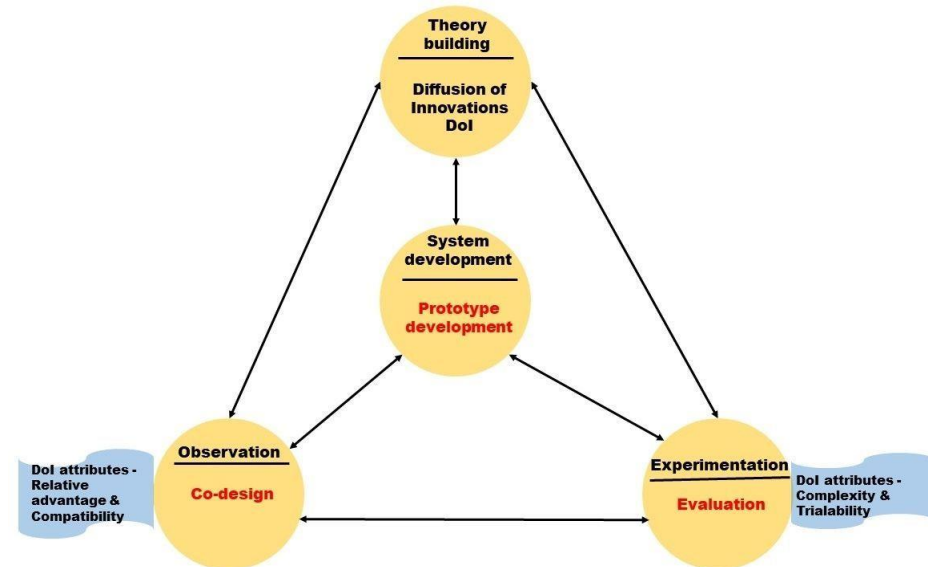 Theory
building
Diffusion of
Innovations
DoI
System
development
Prototype
development
Observation
Co-design
DoI attributes -
Relative
advantage &
Compatibility
Experimentation
Evaluation
DoI attributes -
Complexity &
Trialability